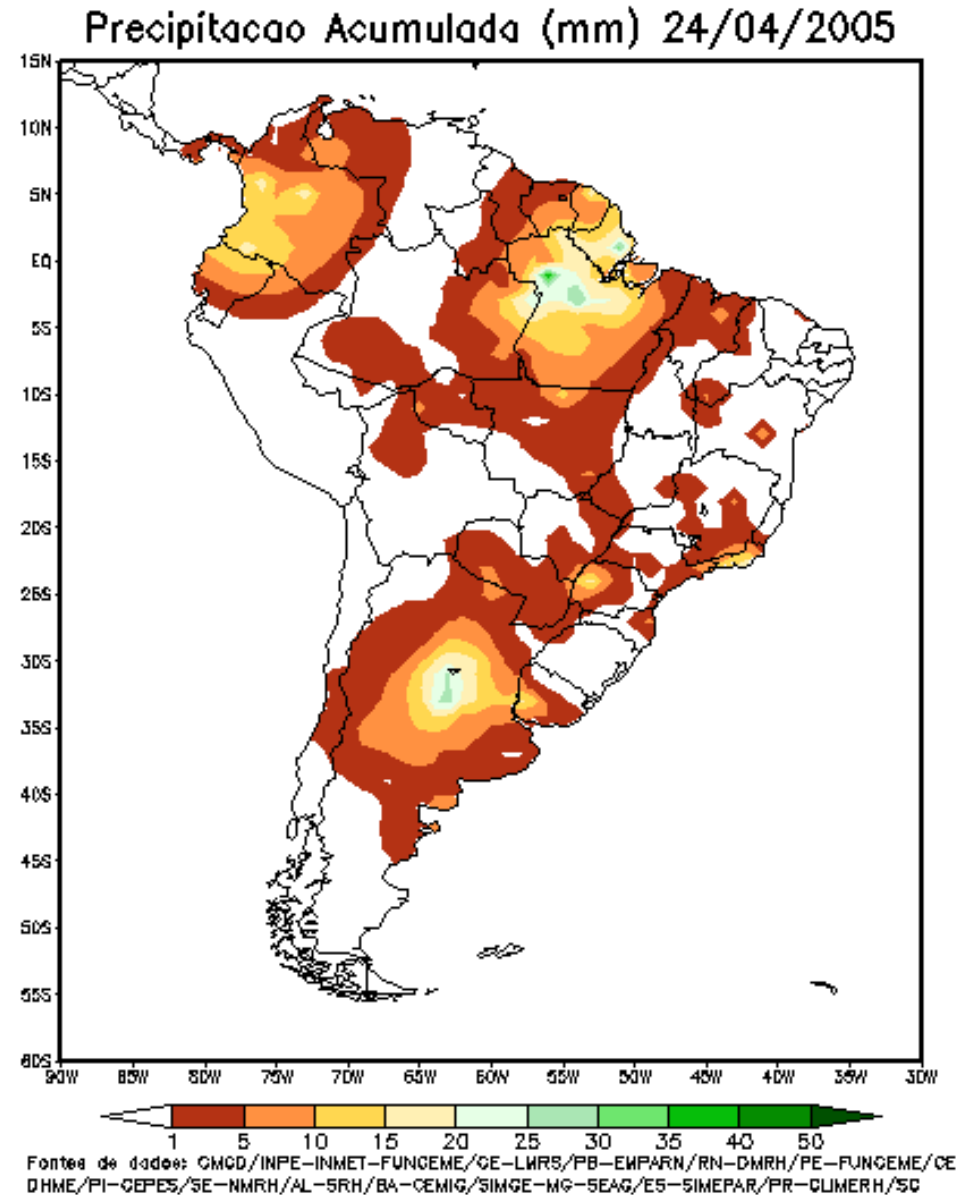 Precipitacao Acumulada (mm) 24/04/2005
15N
10N
5N
EQ
5S
10S
15S
20S
25S
30S
35S
40S
45S
50S
55S
60S
90W 85W 80W 75W 70W 65W 60W 55W 50W 45W 40W 35W 30W
1 5 10 15 20 25 30 35 40 50
Fontes de dados: CMCD/INPE-INMET-FUNCEME/CE-LMRS/PB-EMPARN/RN-DMRH/PE-FUNCEME/CE
DHME/PI-CEPES/SE-NMRH/AL-SRH/BA-CEMIG/SIMGE-MG-SEAG/ES-SIMEPAR/PR-CLIMERH/SC